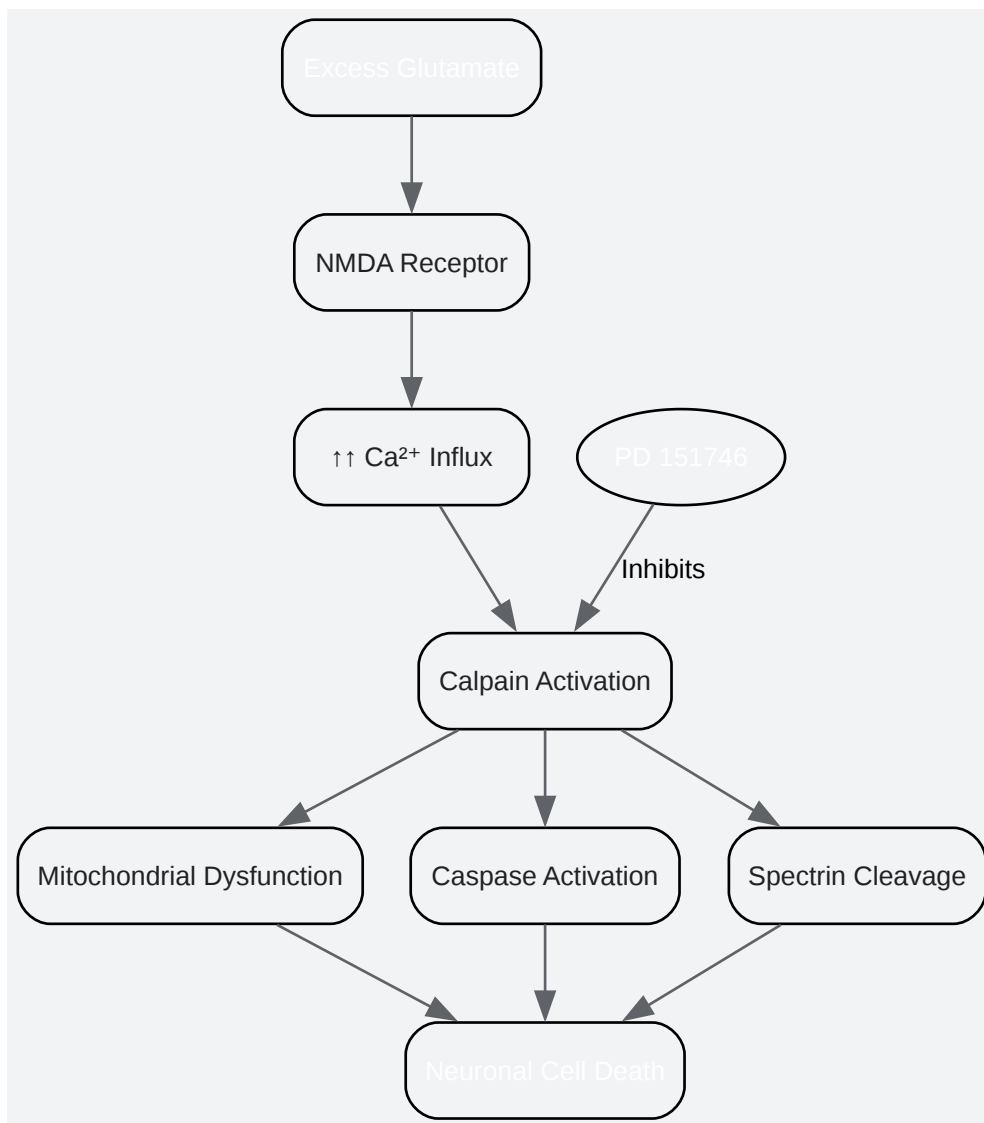 Excess Glutamate
NMDA Receptor
↑↑ Ca²⁺ Influx
PD 151746
Inhibits
Calpain Activation
Mitochondrial Dysfunction
Caspase Activation
Spectrin Cleavage
Neuronal Cell Death